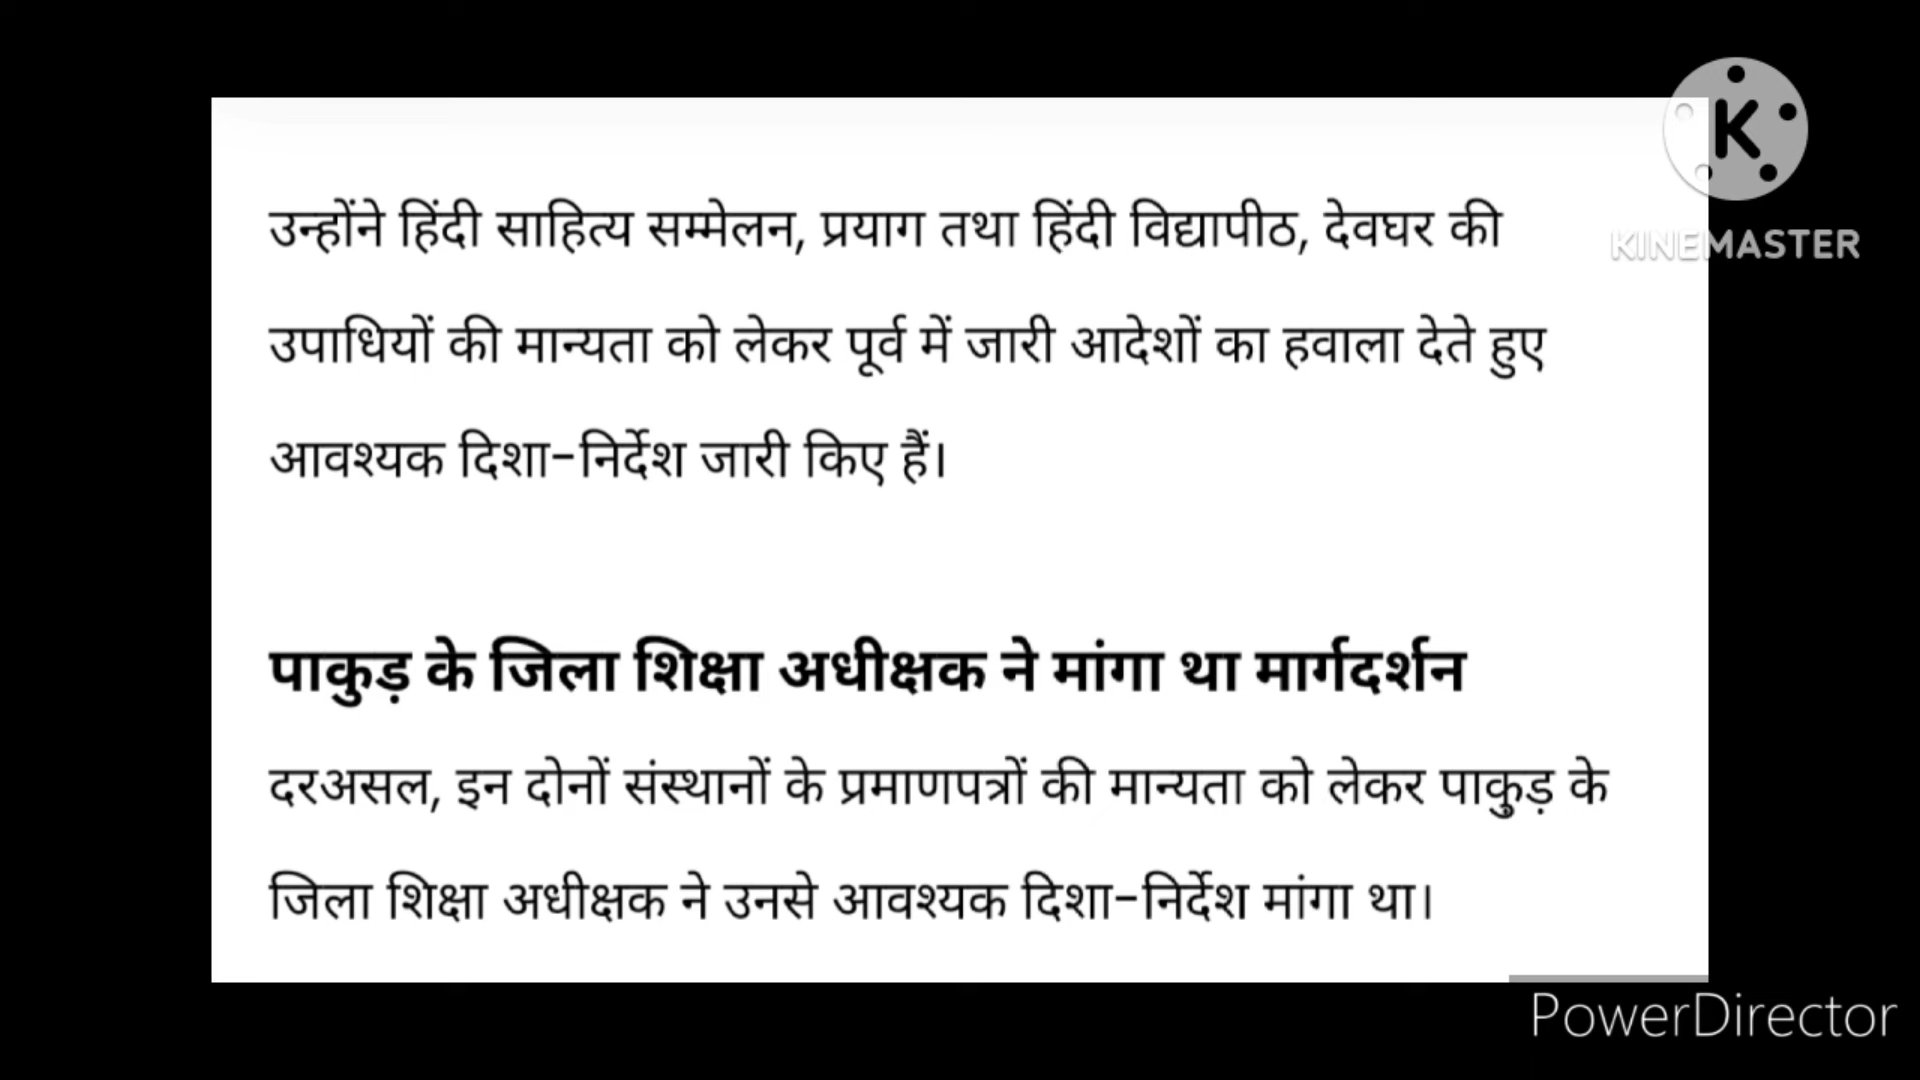 K
KINEMASTER
उन्होंने हिंदी साहित्य सम्मेलन, प्रयाग तथा हिंदी विद्यापीठ, देवघर की
उपाधियों की मान्यता को लेकर पूर्व में जारी आदेशों का हवाला देते हुए
आवश्यक दिशा-निर्देश जारी किए हैं।
पाकुड़ के जिला शिक्षा अधीक्षक ने मांगा था मार्गदर्शन
दरअसल, इन दोनों संस्थानों के प्रमाणपत्रों की मान्यता को लेकर पाकुड़ के
जिला शिक्षा अधीक्षक ने उनसे आवश्यक दिशा-निर्देश मांगा था।
PowerDirector